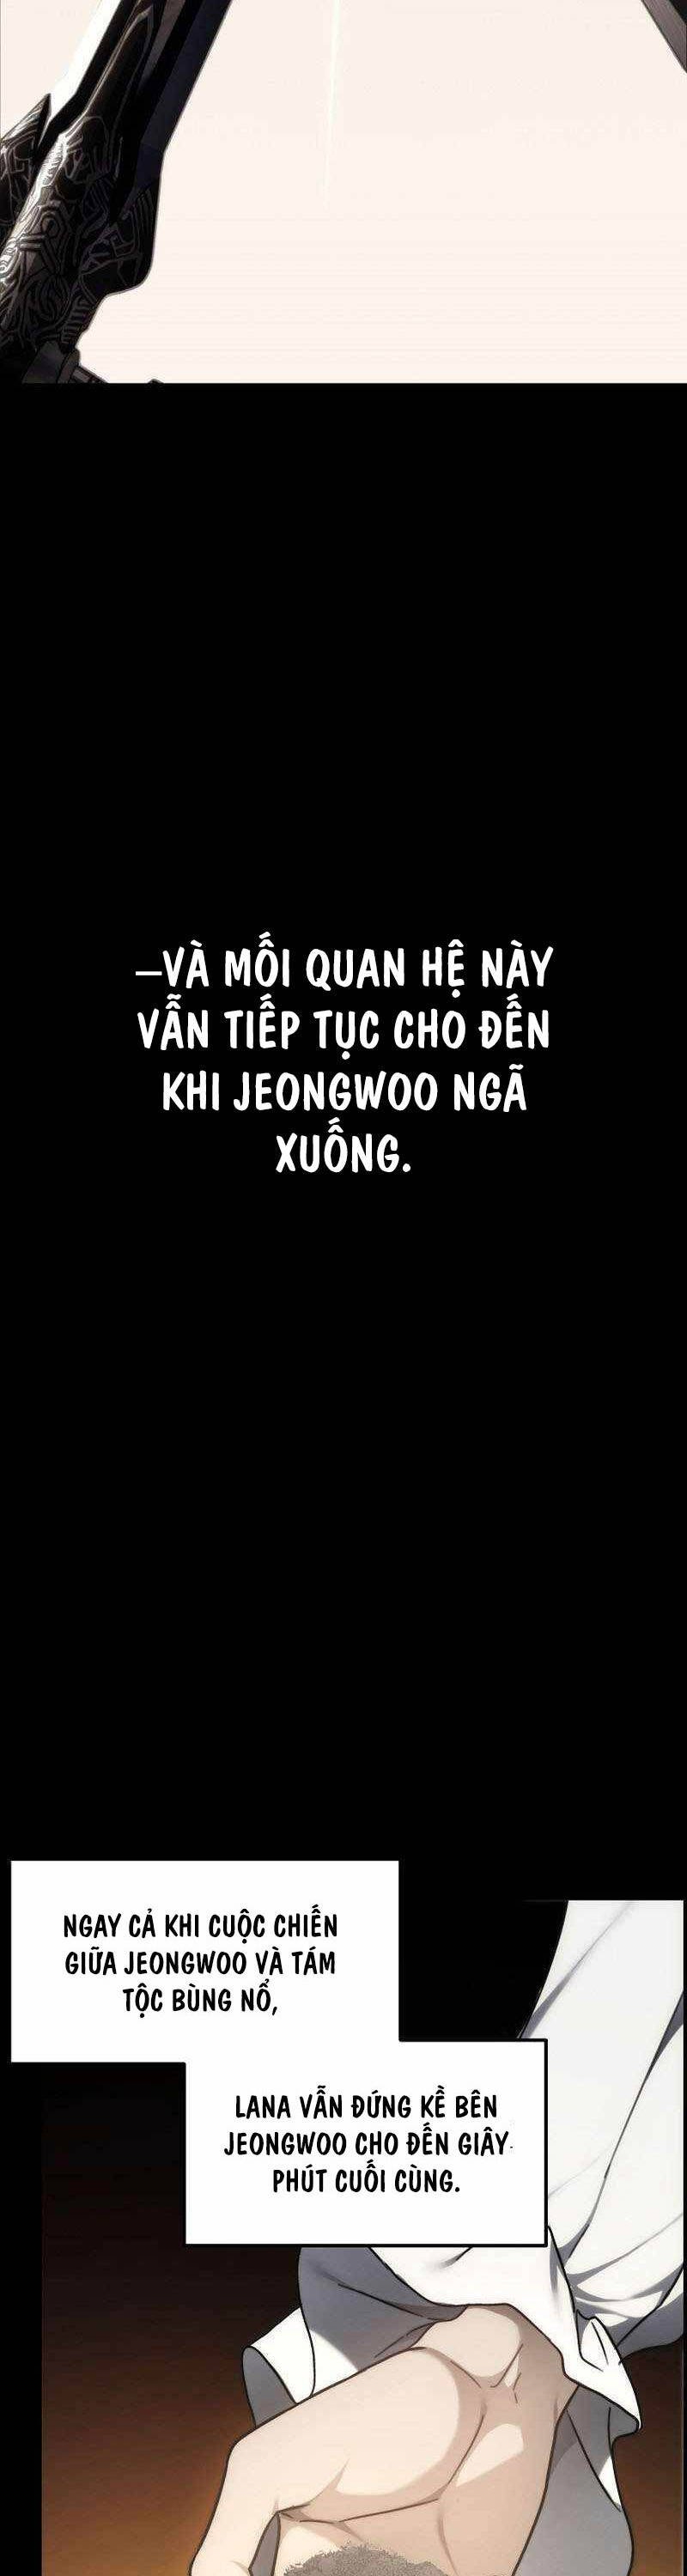 –VÀ MỐI QUAN HỆ NÀY
VẪN TIẾP TỤC CHO ĐẾN
KHI JEONGWOO NGÃ
XUỐNG.
NGAY CẢ KHI CUỘC CHIẾN
GIỮA JEONGWOO VÀ TÁM
TỘC BÙNG NỔ,
LANA VẪN ĐỨNG KỀ BÊN
JEONGWOO CHO ĐẾN GIÂY
PHÚT CUỐI CÙNG.